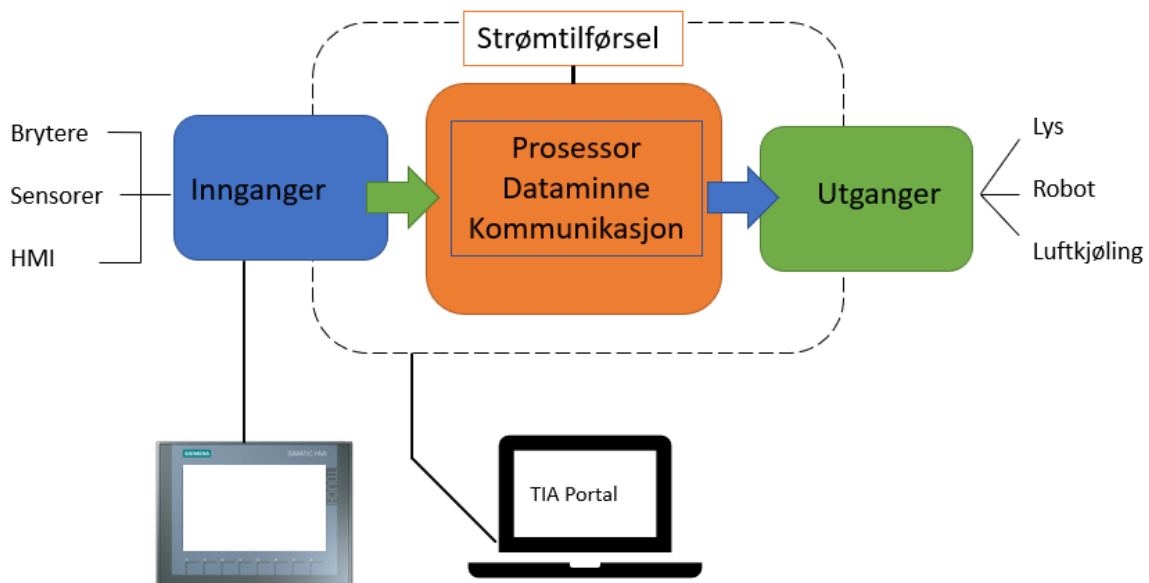 Strømtilførsel
Brytere
Sensorer
HMI
Innganger
Prosessor
Dataminne
Kommunikasjon
Utganger
Lys
Robot
Luftkjøling
SIEMENS
SIMATIC HMI
TIA Portal